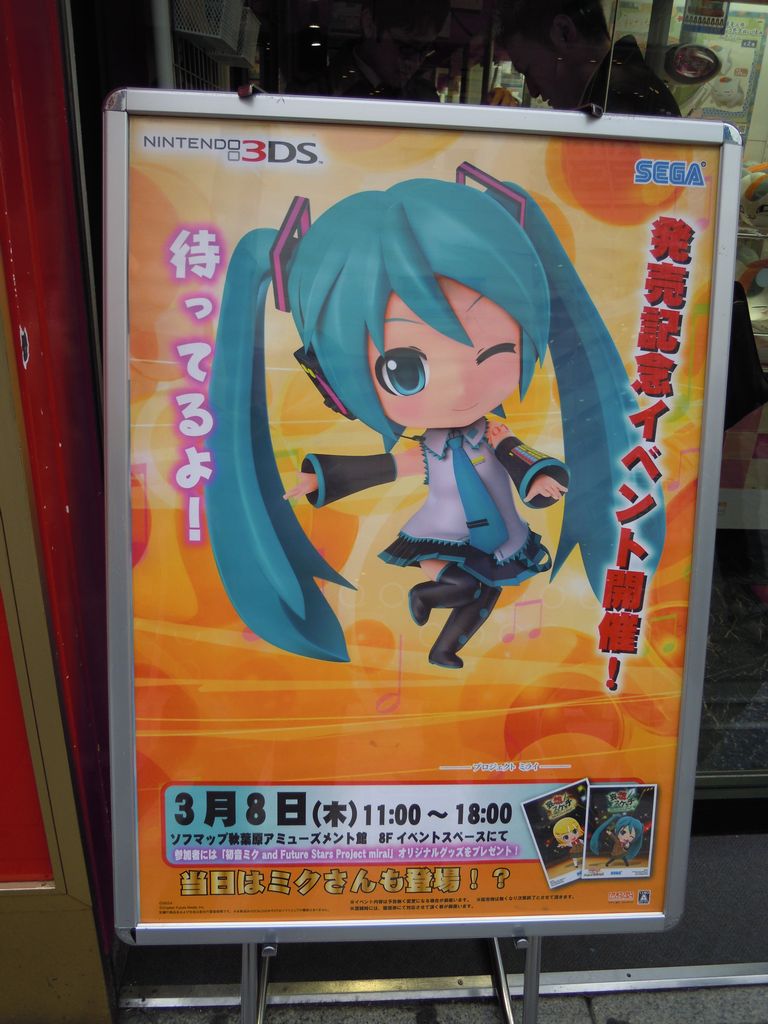 NINTENDO 3DS
SEGA
待ってるよ！
発売記念イベント開催！
プロジェクト ミライ
3月8日(木) 11:00～18:00
ソフマップ秋葉原アミューズメント館 8F イベントスペースにて
参加者には「初音ミク and Future Stars Project mirai」オリジナルグッズをプレゼント！
当日はミクさんも登場！？